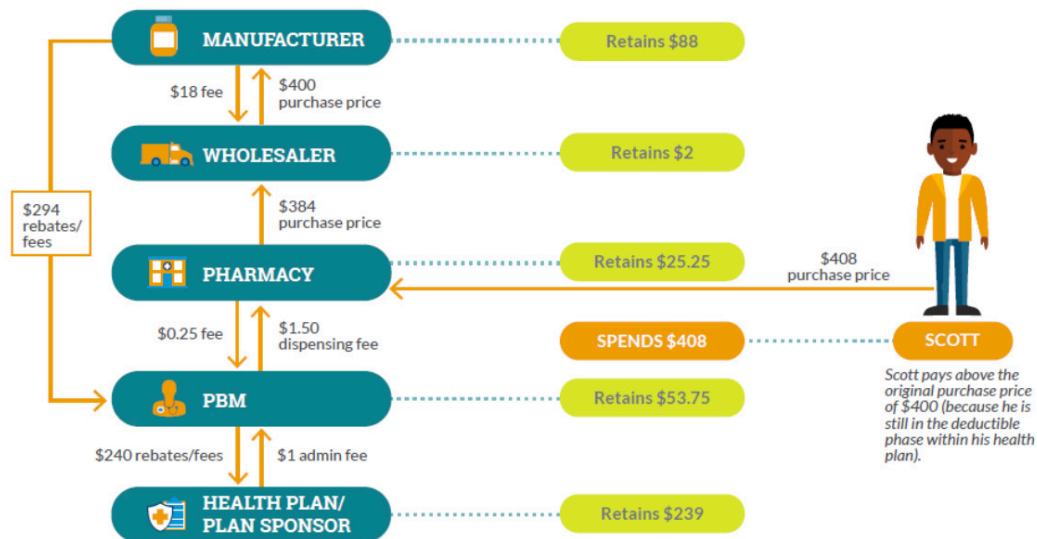 MANUFACTURER
Retains $88
$18 fee
$400
purchase price
WHOLESALER
Retains $2
$294
rebates/
fees
$384
purchase price
PHARMACY
Retains $25.25
$408
purchase price
$0.25 fee
$1.50
dispensing fee
SPENDS $408
SCOTT
Scott pays above the
original purchase price
of $400 (because he is
still in the deductible
phase within his health
plan).
PBM
Retains $53.75
$240 rebates/fees
$1 admin fee
HEALTH PLAN/
PLAN SPONSOR
Retains $239